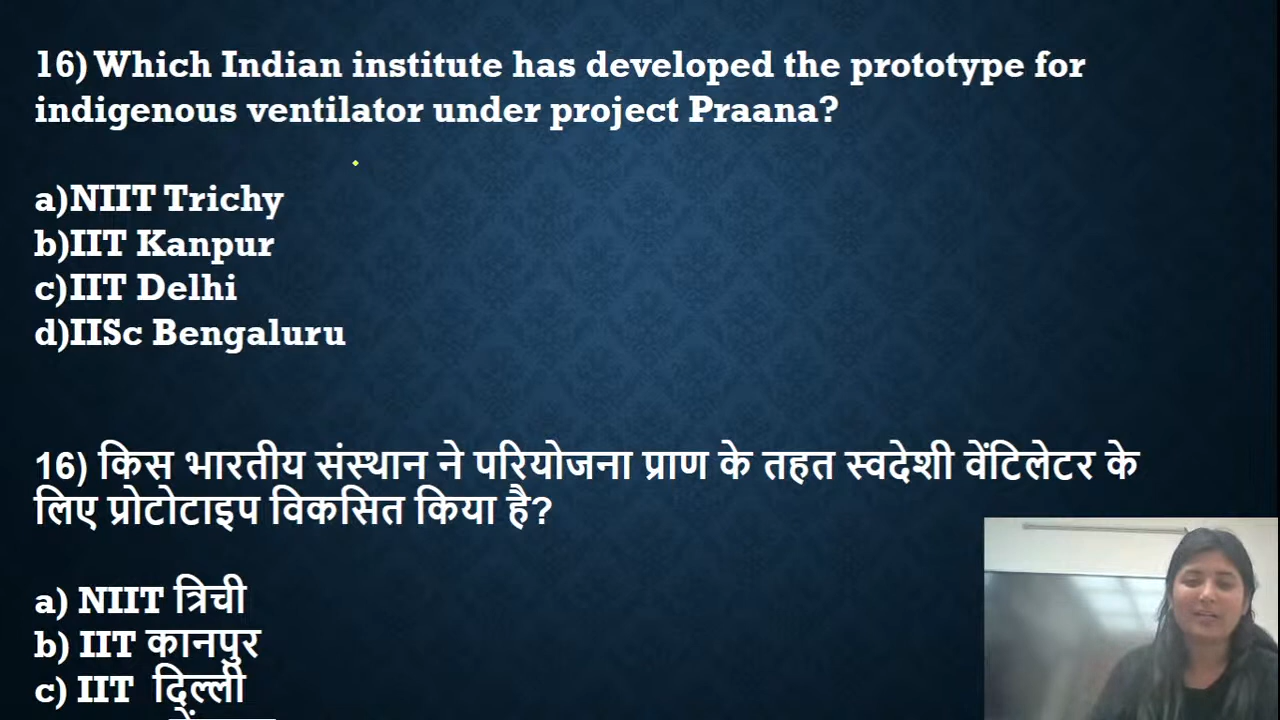 16) Which Indian institute has developed the prototype for
indigenous ventilator under project Praana?
a)NIIT Trichy
b)IIT Kanpur
c)IIT Delhi
d)IISc Bengaluru
16) किस भारतीय संस्थान ने परियोजना प्राण के तहत स्वदेशी वेंटिलेटर के
लिए प्रोटोटाइप विकसित किया है?
a) NIIT त्रिची
b) IIT कानपुर
c) IIT दिल्ली